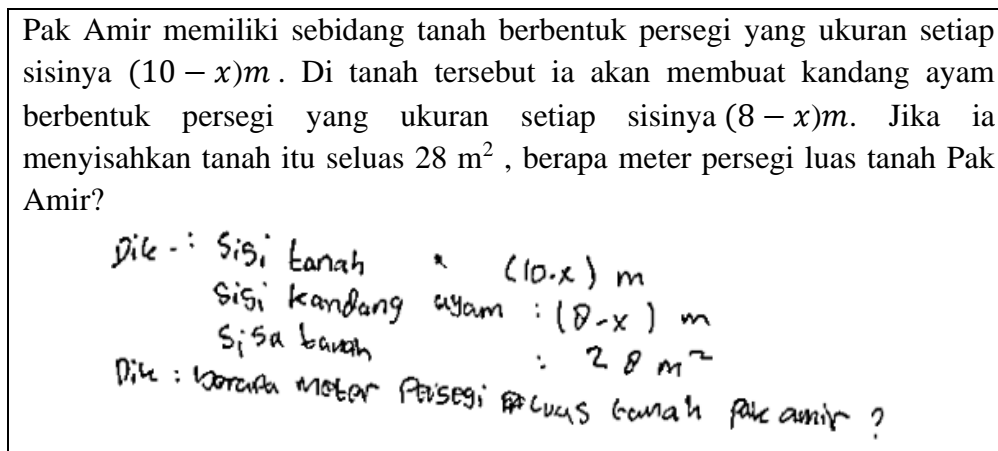 Pak Amir memiliki sebidang tanah berbentuk persegi yang ukuran setiap
sisinya (10 − x)m . Di tanah tersebut ia akan membuat kandang ayam
berbentuk persegi yang ukuran setiap sisinya (8 − x)m. Jika ia
menyisahkan tanah itu seluas 28 m² , berapa meter persegi luas tanah Pak
Amir?
Dik - : Sisi tanah : (10-x) m
Sisi kandang ayam : (8-x) m
Sisa tanah : 28 m²
Dik : berapa meter persegi luas tanah pak amir ?